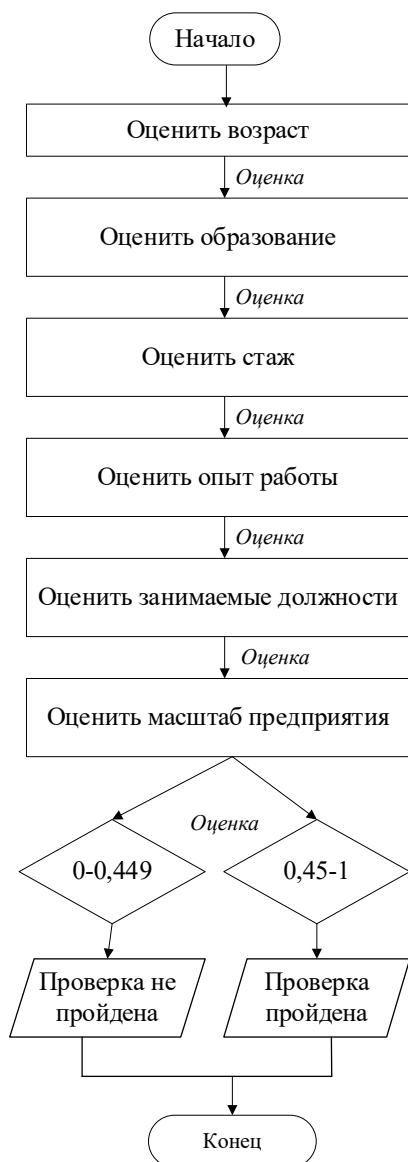 Начало
Оценить возраст
Оценка
Оценить образование
Оценка
Оценить стаж
Оценка
Оценить опыт работы
Оценка
Оценить занимаемые должности
Оценка
Оценить масштаб предприятия
Оценка
0-0,449
0,45-1
Проверка не
пройдена
Проверка
пройдена
Конец